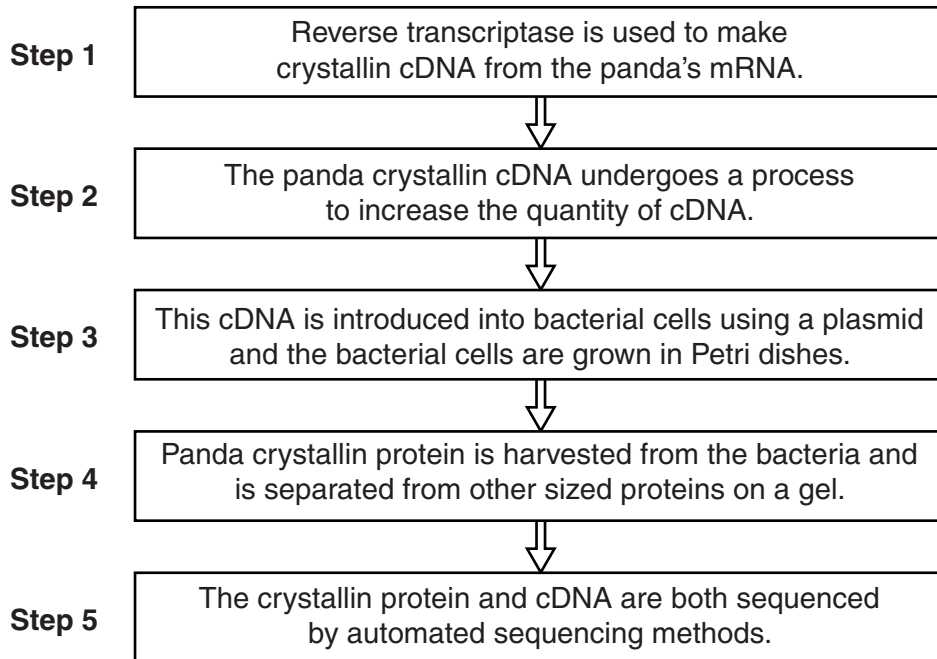 Step 1
Reverse transcriptase is used to make
crystallin cDNA from the panda’s mRNA.
Step 2
The panda crystallin cDNA undergoes a process
to increase the quantity of cDNA.
Step 3
This cDNA is introduced into bacterial cells using a plasmid
and the bacterial cells are grown in Petri dishes.
Step 4
Panda crystallin protein is harvested from the bacteria and
is separated from other sized proteins on a gel.
Step 5
The crystallin protein and cDNA are both sequenced
by automated sequencing methods.